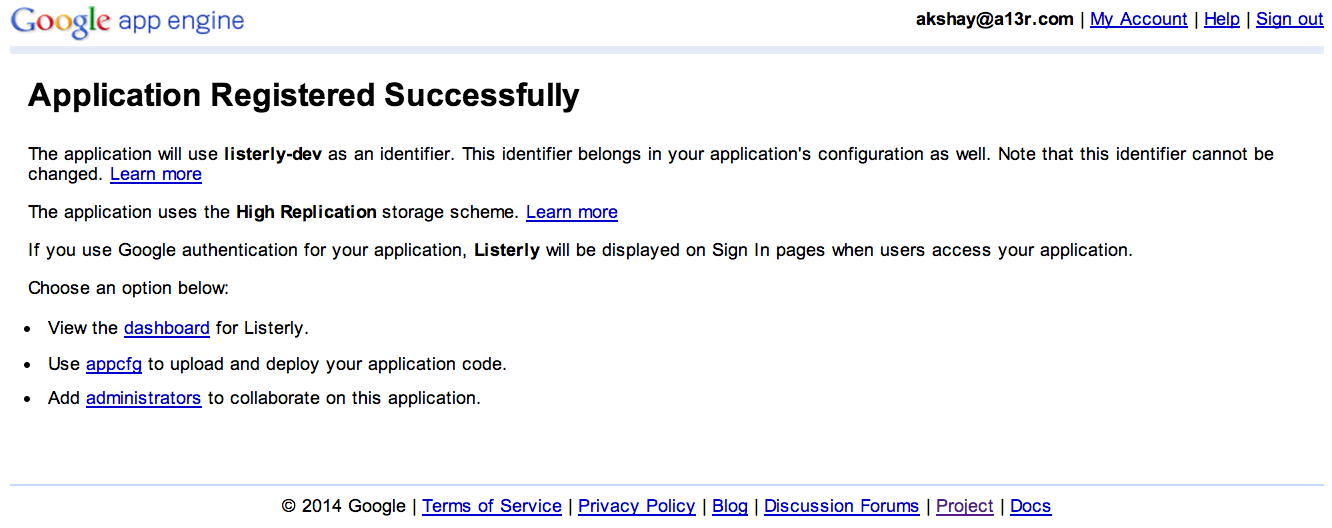 Google app engine
akshay@a13r.com | My Account | Help | Sign out
Application Registered Successfully
The application will use listerly-dev as an identifier. This identifier belongs in your application's configuration as well. Note that this identifier cannot be
changed. Learn more
The application uses the High Replication storage scheme. Learn more
If you use Google authentication for your application, Listerly will be displayed on Sign In pages when users access your application.
Choose an option below:
• View the dashboard for Listerly.
• Use appcfg to upload and deploy your application code.
• Add administrators to collaborate on this application.
© 2014 Google | Terms of Service | Privacy Policy | Blog | Discussion Forums | Project | Docs